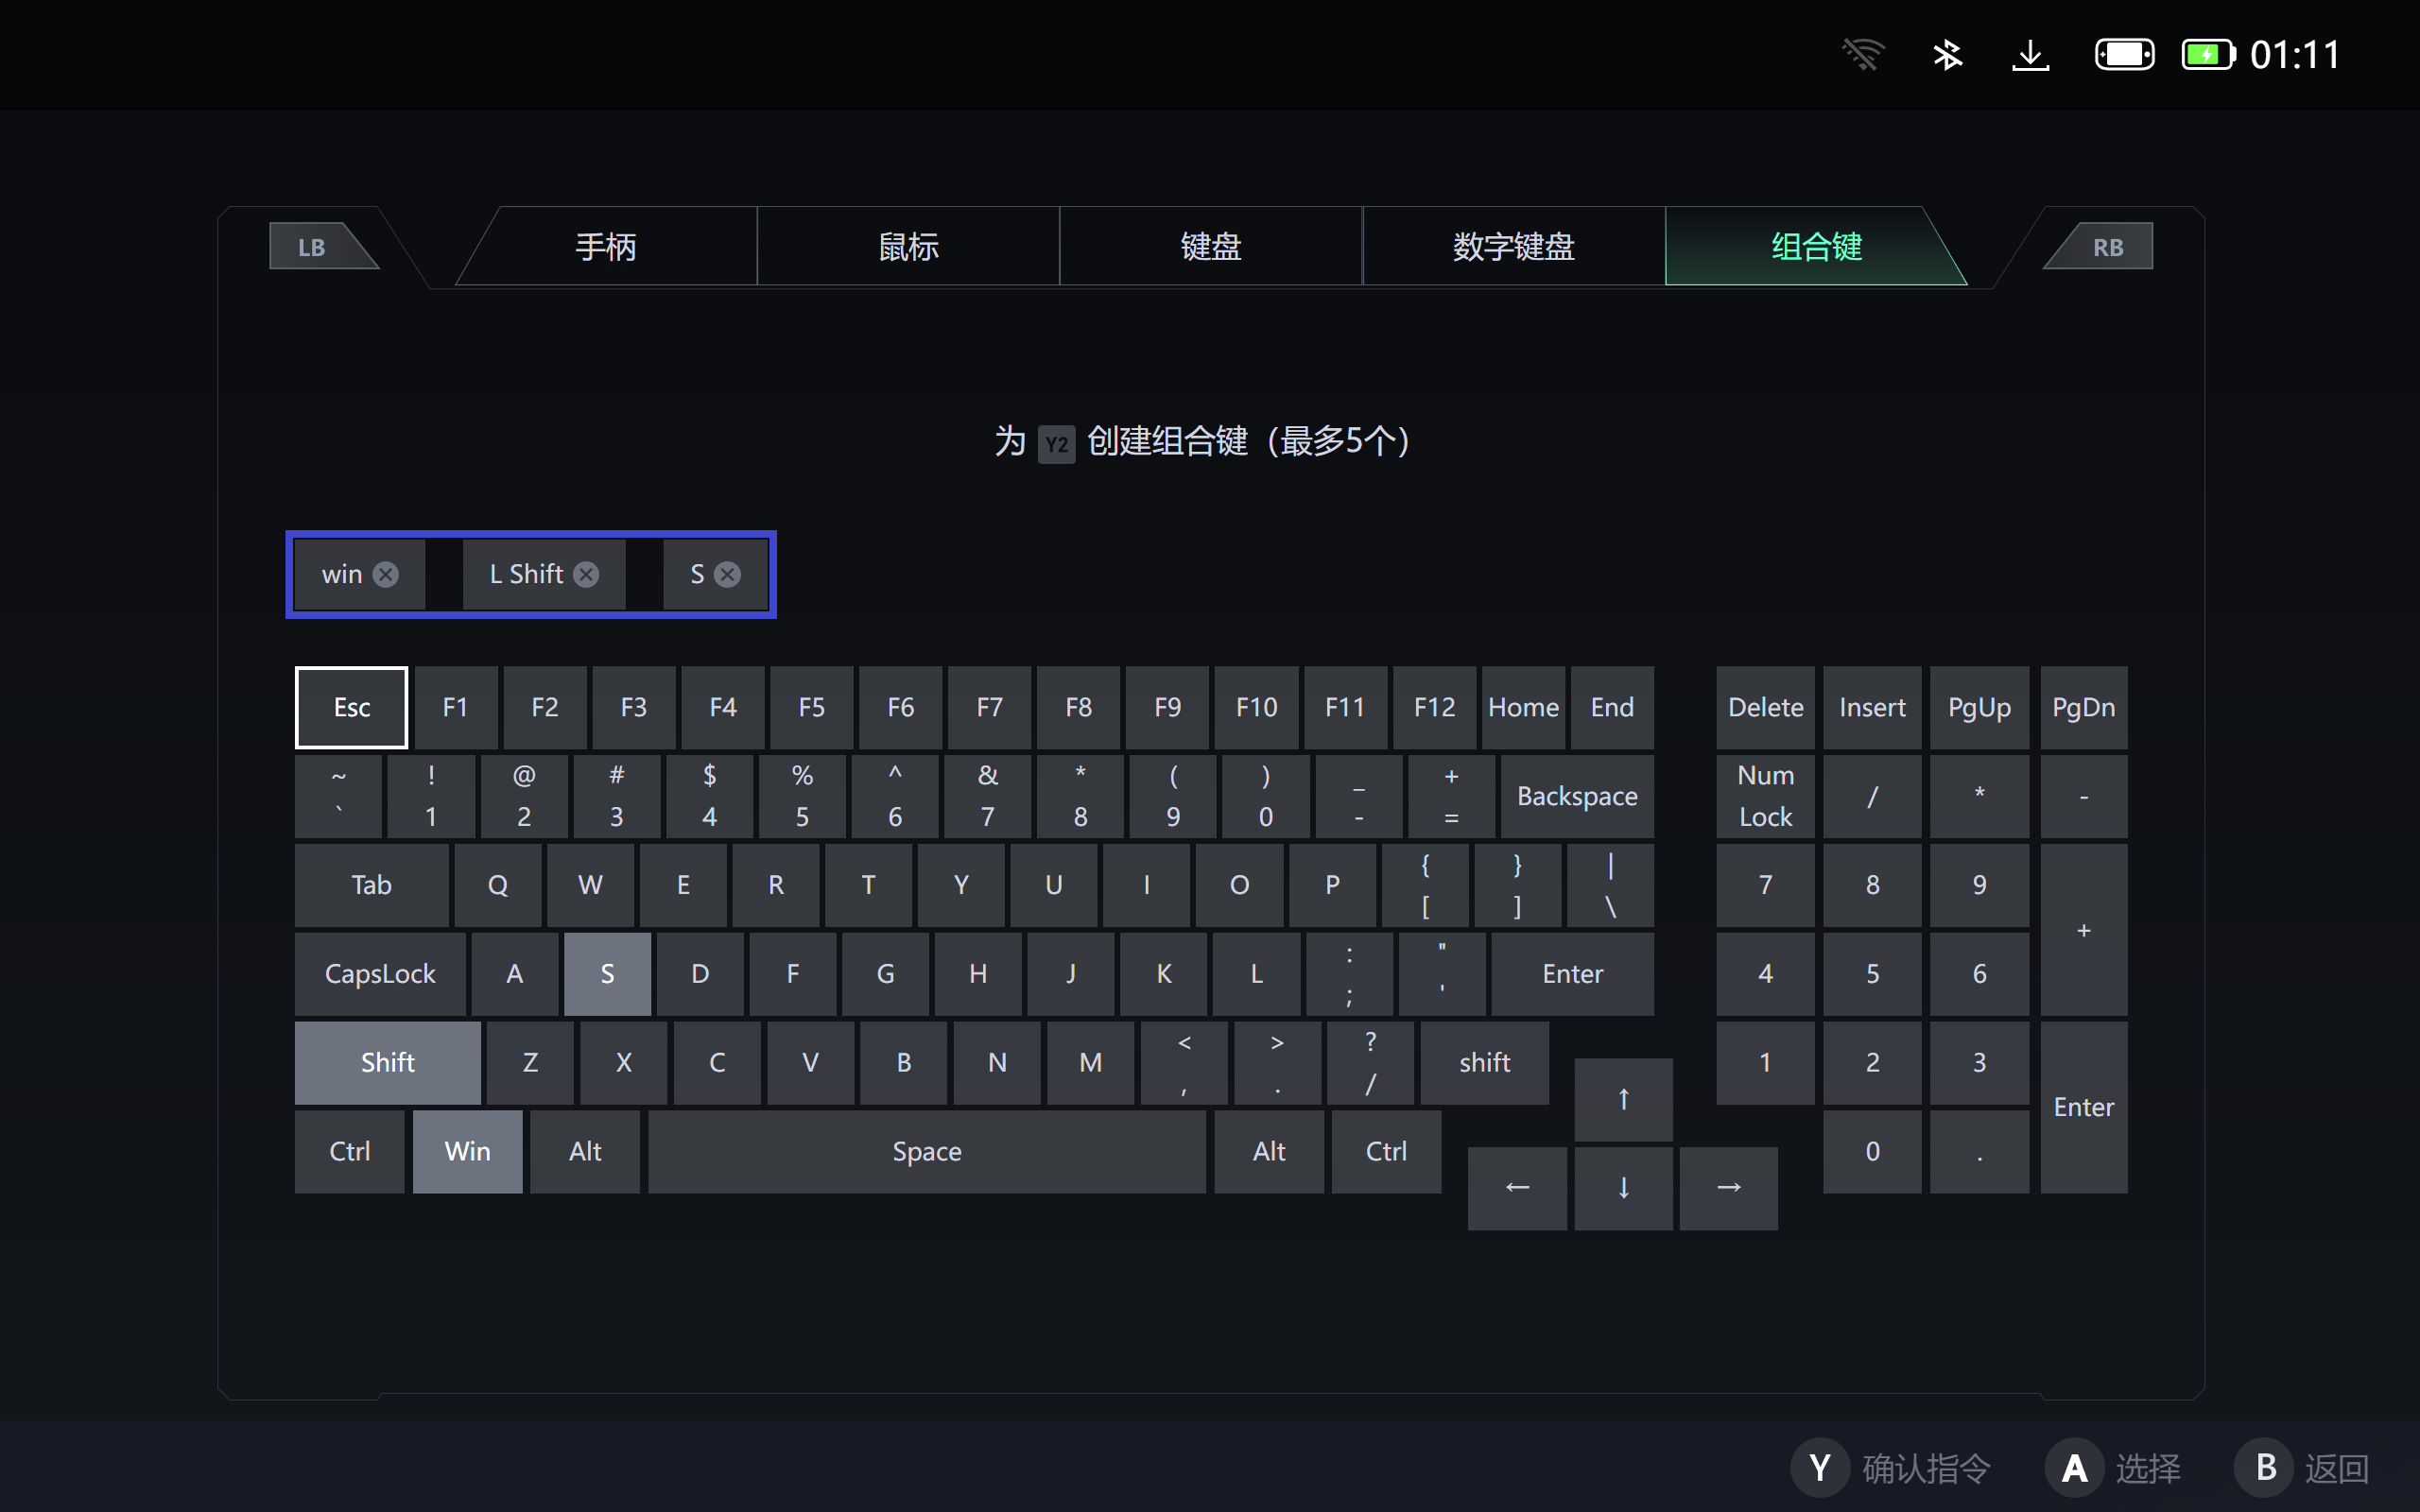 01:11
LB 手柄 鼠标 键盘 数字键盘 组合键 RB
为 Y2 创建组合键（最多5个）
win L Shift S
Esc F1 F2 F3 F4 F5 F6 F7 F8 F9 F10 F11 F12 Home End Delete Insert PgUp PgDn
~ ! @ # $ % ^ & * ( ) _ +
` 1 2 3 4 5 6 7 8 9 0 - = Backspace Num Lock / * -
Tab Q W E R T Y U I O P { [ } ] | \ 7 8 9 +
CapsLock A S D F G H J K L : ; " ' Enter 4 5 6
Shift Z X C V B N M < , > . ? / shift ↑ 1 2 3 Enter
Ctrl Win Alt Space Alt Ctrl ← ↓ → 0 .
Y 确认指令 A 选择 B 返回